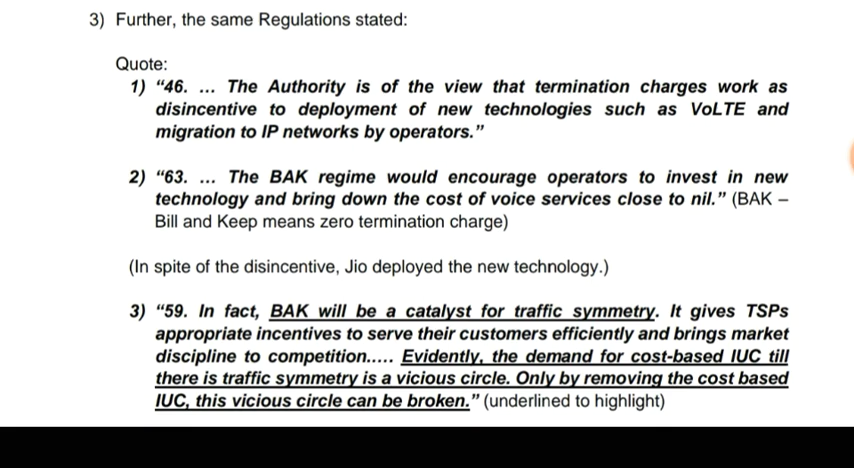 3) Further, the same Regulations stated:
Quote:
1) “46. ... The Authority is of the view that termination charges work as
disincentive to deployment of new technologies such as VoLTE and
migration to IP networks by operators.”
2) “63. ... The BAK regime would encourage operators to invest in new
technology and bring down the cost of voice services close to nil.” (BAK –
Bill and Keep means zero termination charge)
(In spite of the disincentive, Jio deployed the new technology.)
3) “59. In fact, BAK will be a catalyst for traffic symmetry. It gives TSPs
appropriate incentives to serve their customers efficiently and brings market
discipline to competition..... Evidently, the demand for cost-based IUC till
there is traffic symmetry is a vicious circle. Only by removing the cost based
IUC, this vicious circle can be broken.” (underlined to highlight)